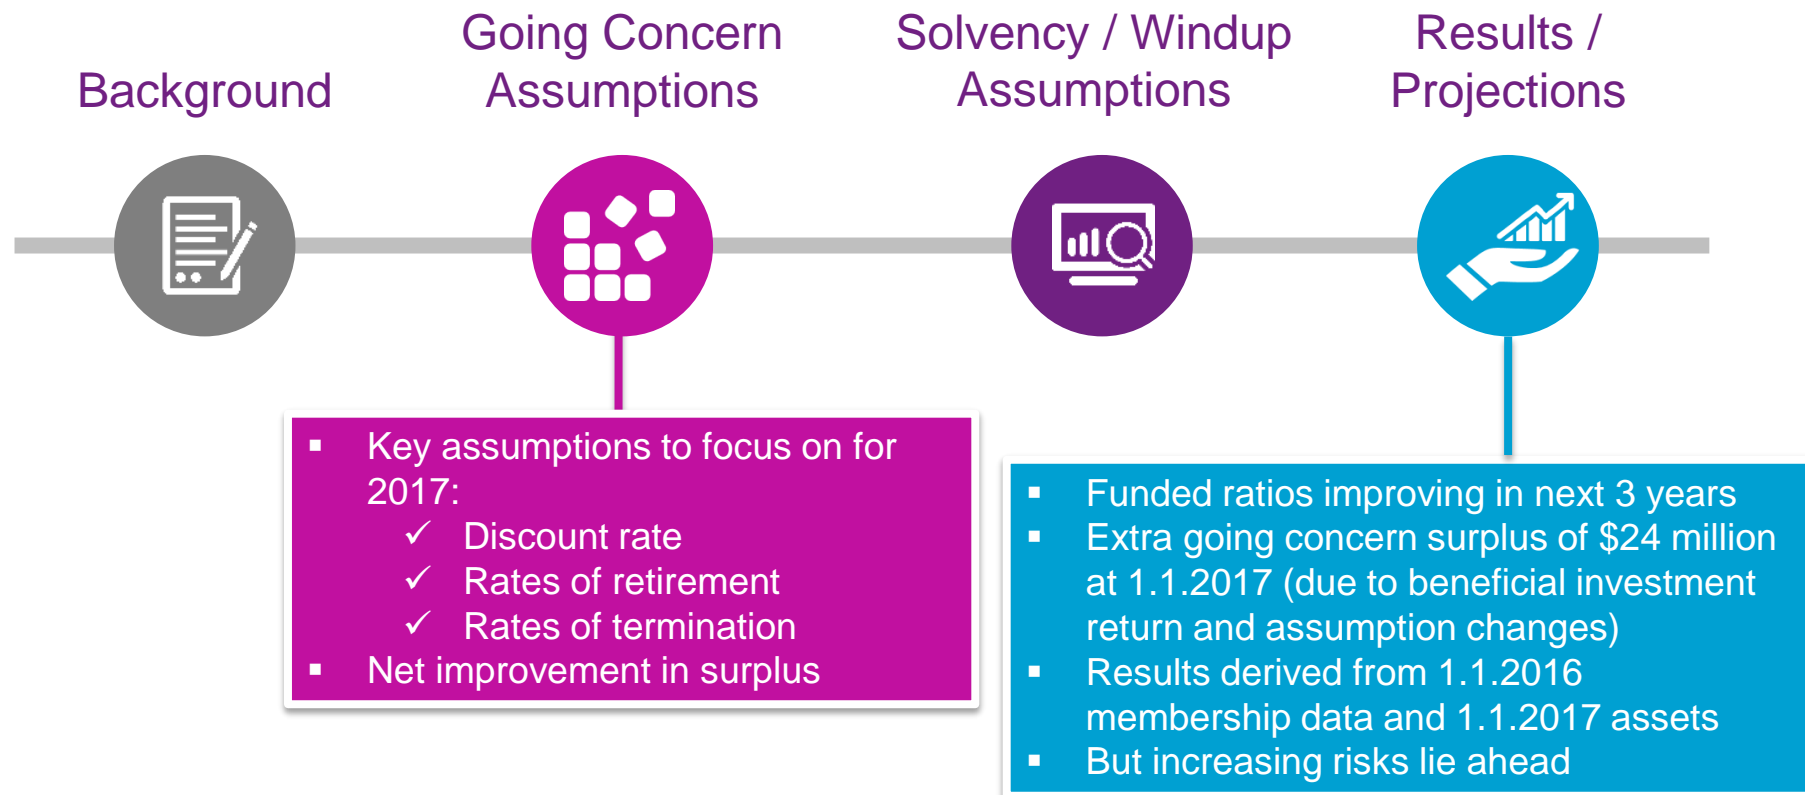 Background
Going Concern
Assumptions
Solvency / Windup
Assumptions
Results /
Projections
▪ Key assumptions to focus on for
2017:
✓ Discount rate
✓ Rates of retirement
✓ Rates of termination
▪ Net improvement in surplus
▪ Funded ratios improving in next 3 years
▪ Extra going concern surplus of $24 million
at 1.1.2017 (due to beneficial investment
return and assumption changes)
▪ Results derived from 1.1.2016
membership data and 1.1.2017 assets
▪ But increasing risks lie ahead